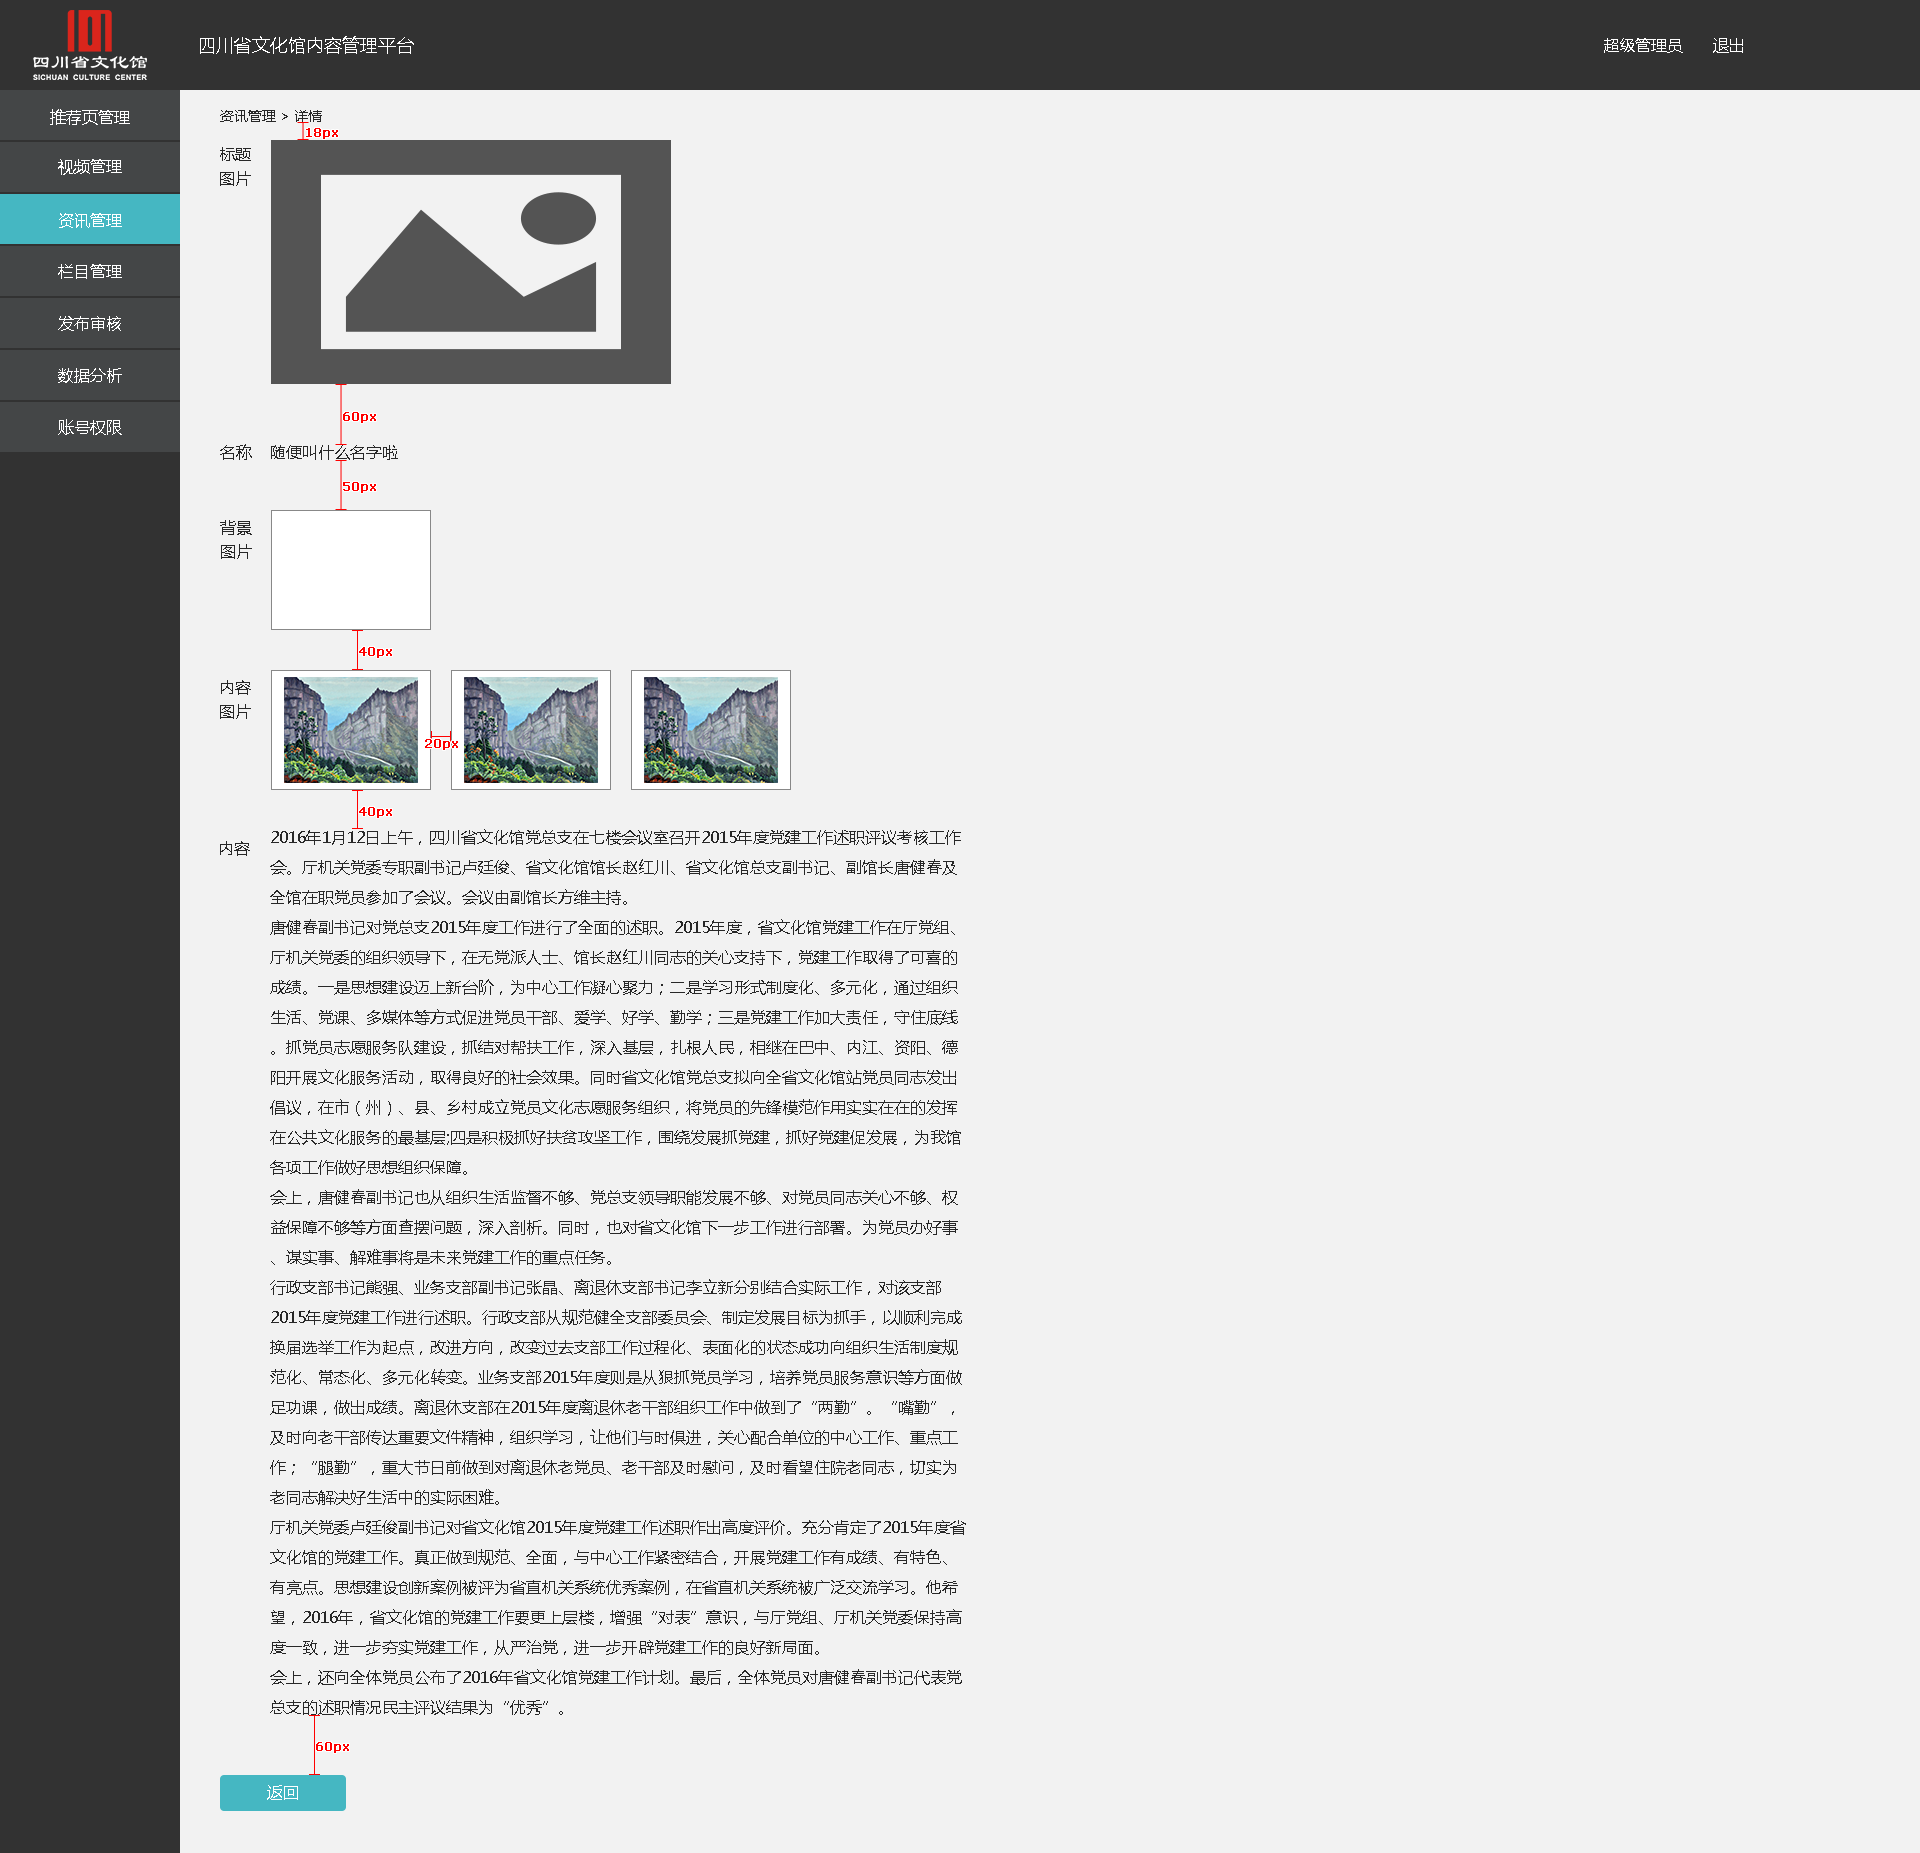 四川省文化馆
SICHUAN CULTURE CENTER
四川省文化馆内容管理平台
超级管理员 退出
推荐页管理
视频管理
资讯管理
栏目管理
发布审核
数据分析
账号权限
资讯管理 > 详情
18px
标题
图片
60px
名称 随便叫什么名字啦
50px
背景
图片
40px
内容
图片
20px
40px
内容
2016年1月12日上午，四川省文化馆党总支在七楼会议室召开2015年度党建工作述职评议考核工作
会。厅机关党委专职副书记卢廷俊、省文化馆馆长赵红川、省文化馆总支副书记、副馆长唐健春及
全馆在职党员参加了会议。会议由副馆长方维主持。
唐健春副书记对党总支2015年度工作进行了全面的述职。2015年度，省文化馆党建工作在厅党组、
厅机关党委的组织领导下，在无党派人士、馆长赵红川同志的关心支持下，党建工作取得了可喜的
成绩。一是思想建设迈上新台阶，为中心工作凝心聚力；二是学习形式制度化、多元化，通过组织
生活、党课、多媒体等方式促进党员干部、爱学、好学、勤学；三是党建工作加大责任，守住底线
。抓党员志愿服务队建设，抓结对帮扶工作，深入基层，扎根人民，相继在巴中、内江、资阳、德
阳开展文化服务活动，取得良好的社会效果。同时省文化馆党总支拟向全省文化馆站党员同志发出
倡议，在市（州）、县、乡村成立党员文化志愿服务组织，将党员的先锋模范作用实实在在的发挥
在公共文化服务的最基层;四是积极抓好扶贫攻坚工作，围绕发展抓党建，抓好党建促发展，为我馆
各项工作做好思想组织保障。
会上，唐健春副书记也从组织生活监督不够、党总支领导职能发展不够、对党员同志关心不够、权
益保障不够等方面查摆问题，深入剖析。同时，也对省文化馆下一步工作进行部署。为党员办好事
、谋实事、解难事将是未来党建工作的重点任务。
行政支部书记熊强、业务支部副书记张晶、离退休支部书记李立新分别结合实际工作，对该支部
2015年度党建工作进行述职。行政支部从规范健全支部委员会、制定发展目标为抓手，以顺利完成
换届选举工作为起点，改进方向，改变过去支部工作过程化、表面化的状态成功向组织生活制度规
范化、常态化、多元化转变。业务支部2015年度则是从狠抓党员学习，培养党员服务意识等方面做
足功课，做出成绩。离退休支部在2015年度离退休老干部组织工作中做到了“两勤”。“嘴勤”，
及时向老干部传达重要文件精神，组织学习，让他们与时俱进，关心配合单位的中心工作、重点工
作；“腿勤”，重大节日前做到对离退休老党员、老干部及时慰问，及时看望住院老同志，切实为
老同志解决好生活中的实际困难。
厅机关党委卢廷俊副书记对省文化馆2015年度党建工作述职作出高度评价。充分肯定了2015年度省
文化馆的党建工作。真正做到规范、全面，与中心工作紧密结合，开展党建工作有成绩、有特色、
有亮点。思想建设创新案例被评为省直机关系统优秀案例，在省直机关系统被广泛交流学习。他希
望，2016年，省文化馆的党建工作要更上层楼，增强“对表”意识，与厅党组、厅机关党委保持高
度一致，进一步夯实党建工作，从严治党，进一步开辟党建工作的良好新局面。
会上，还向全体党员公布了2016年省文化馆党建工作计划。最后，全体党员对唐健春副书记代表党
总支的述职情况民主评议结果为“优秀”。
60px
返回